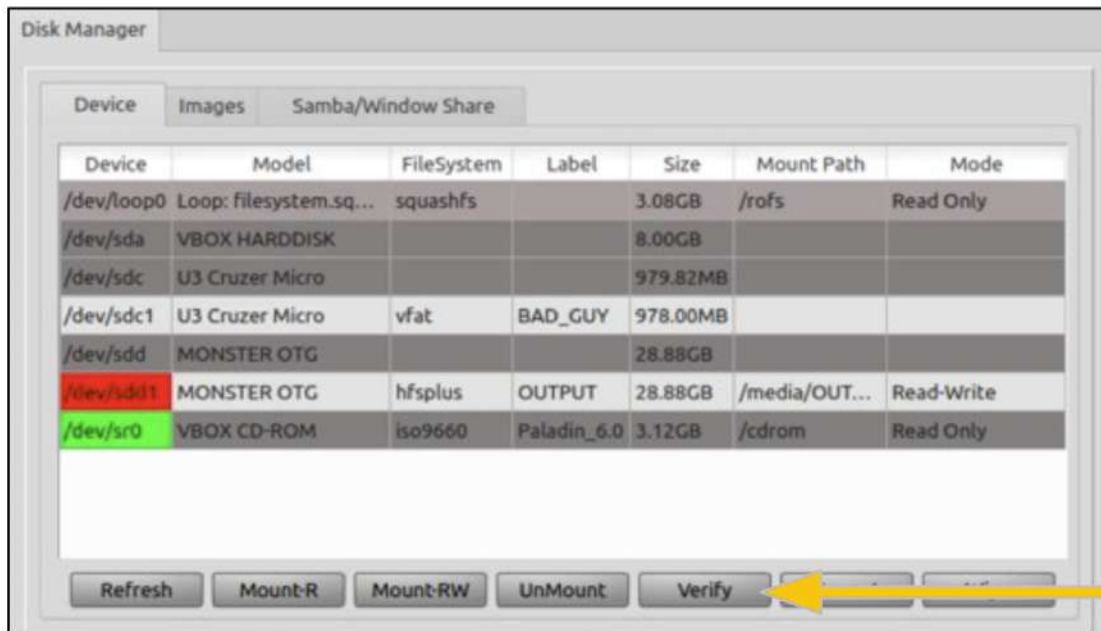 Disk Manager
Device Images Samba/Window Share
Device Model FileSystem Label Size Mount Path Mode
/dev/loop0 Loop: filesystem.sq... squashfs 3.08GB /rofs Read Only
/dev/sda VBOX HARDDISK 8.00GB
/dev/sdc U3 Cruzer Micro 979.82MB
/dev/sdc1 U3 Cruzer Micro vfat BAD_GUY 978.00MB
/dev/sdd MONSTER OTG 28.88GB
/dev/sdd1 MONSTER OTG hfsplus OUTPUT 28.88GB /media/OUT... Read-Write
/dev/sr0 VBOX CD-ROM iso9660 Paladin_6.0 3.12GB /cdrom Read Only
Refresh Mount-R Mount-RW UnMount Verify